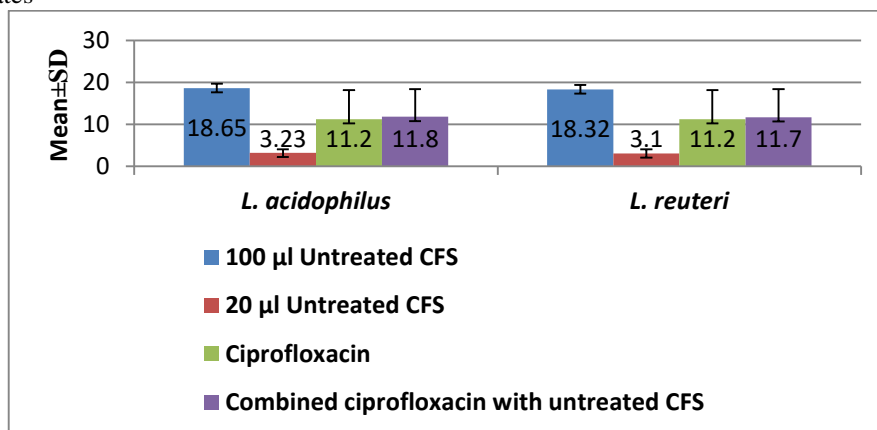 30
20
10
0
Mean±SD
18.65 3.23 11.2 11.8 18.32 3.1 11.2 11.7
L. acidophilus L. reuteri
100 µl Untreated CFS
20 µl Untreated CFS
Ciprofloxacin
Combined ciprofloxacin with untreated CFS